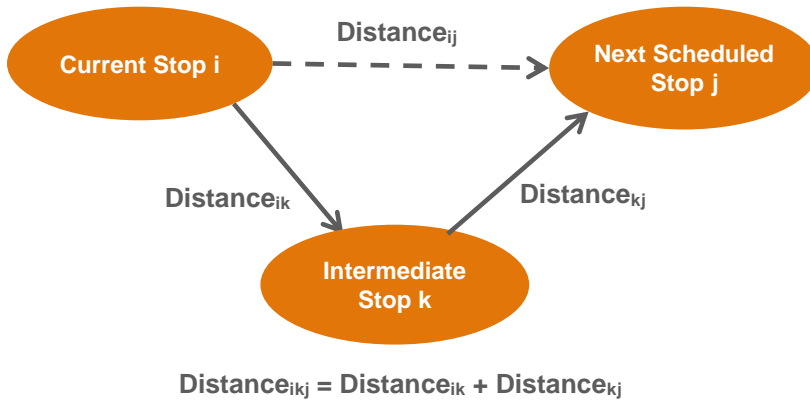 Distanceᵢⱼ
Current Stop i
Next Scheduled
Stop j
Distanceᵢₖ
Distanceₖⱼ
Intermediate
Stop k
Distanceᵢₖⱼ = Distanceᵢₖ + Distanceₖⱼ